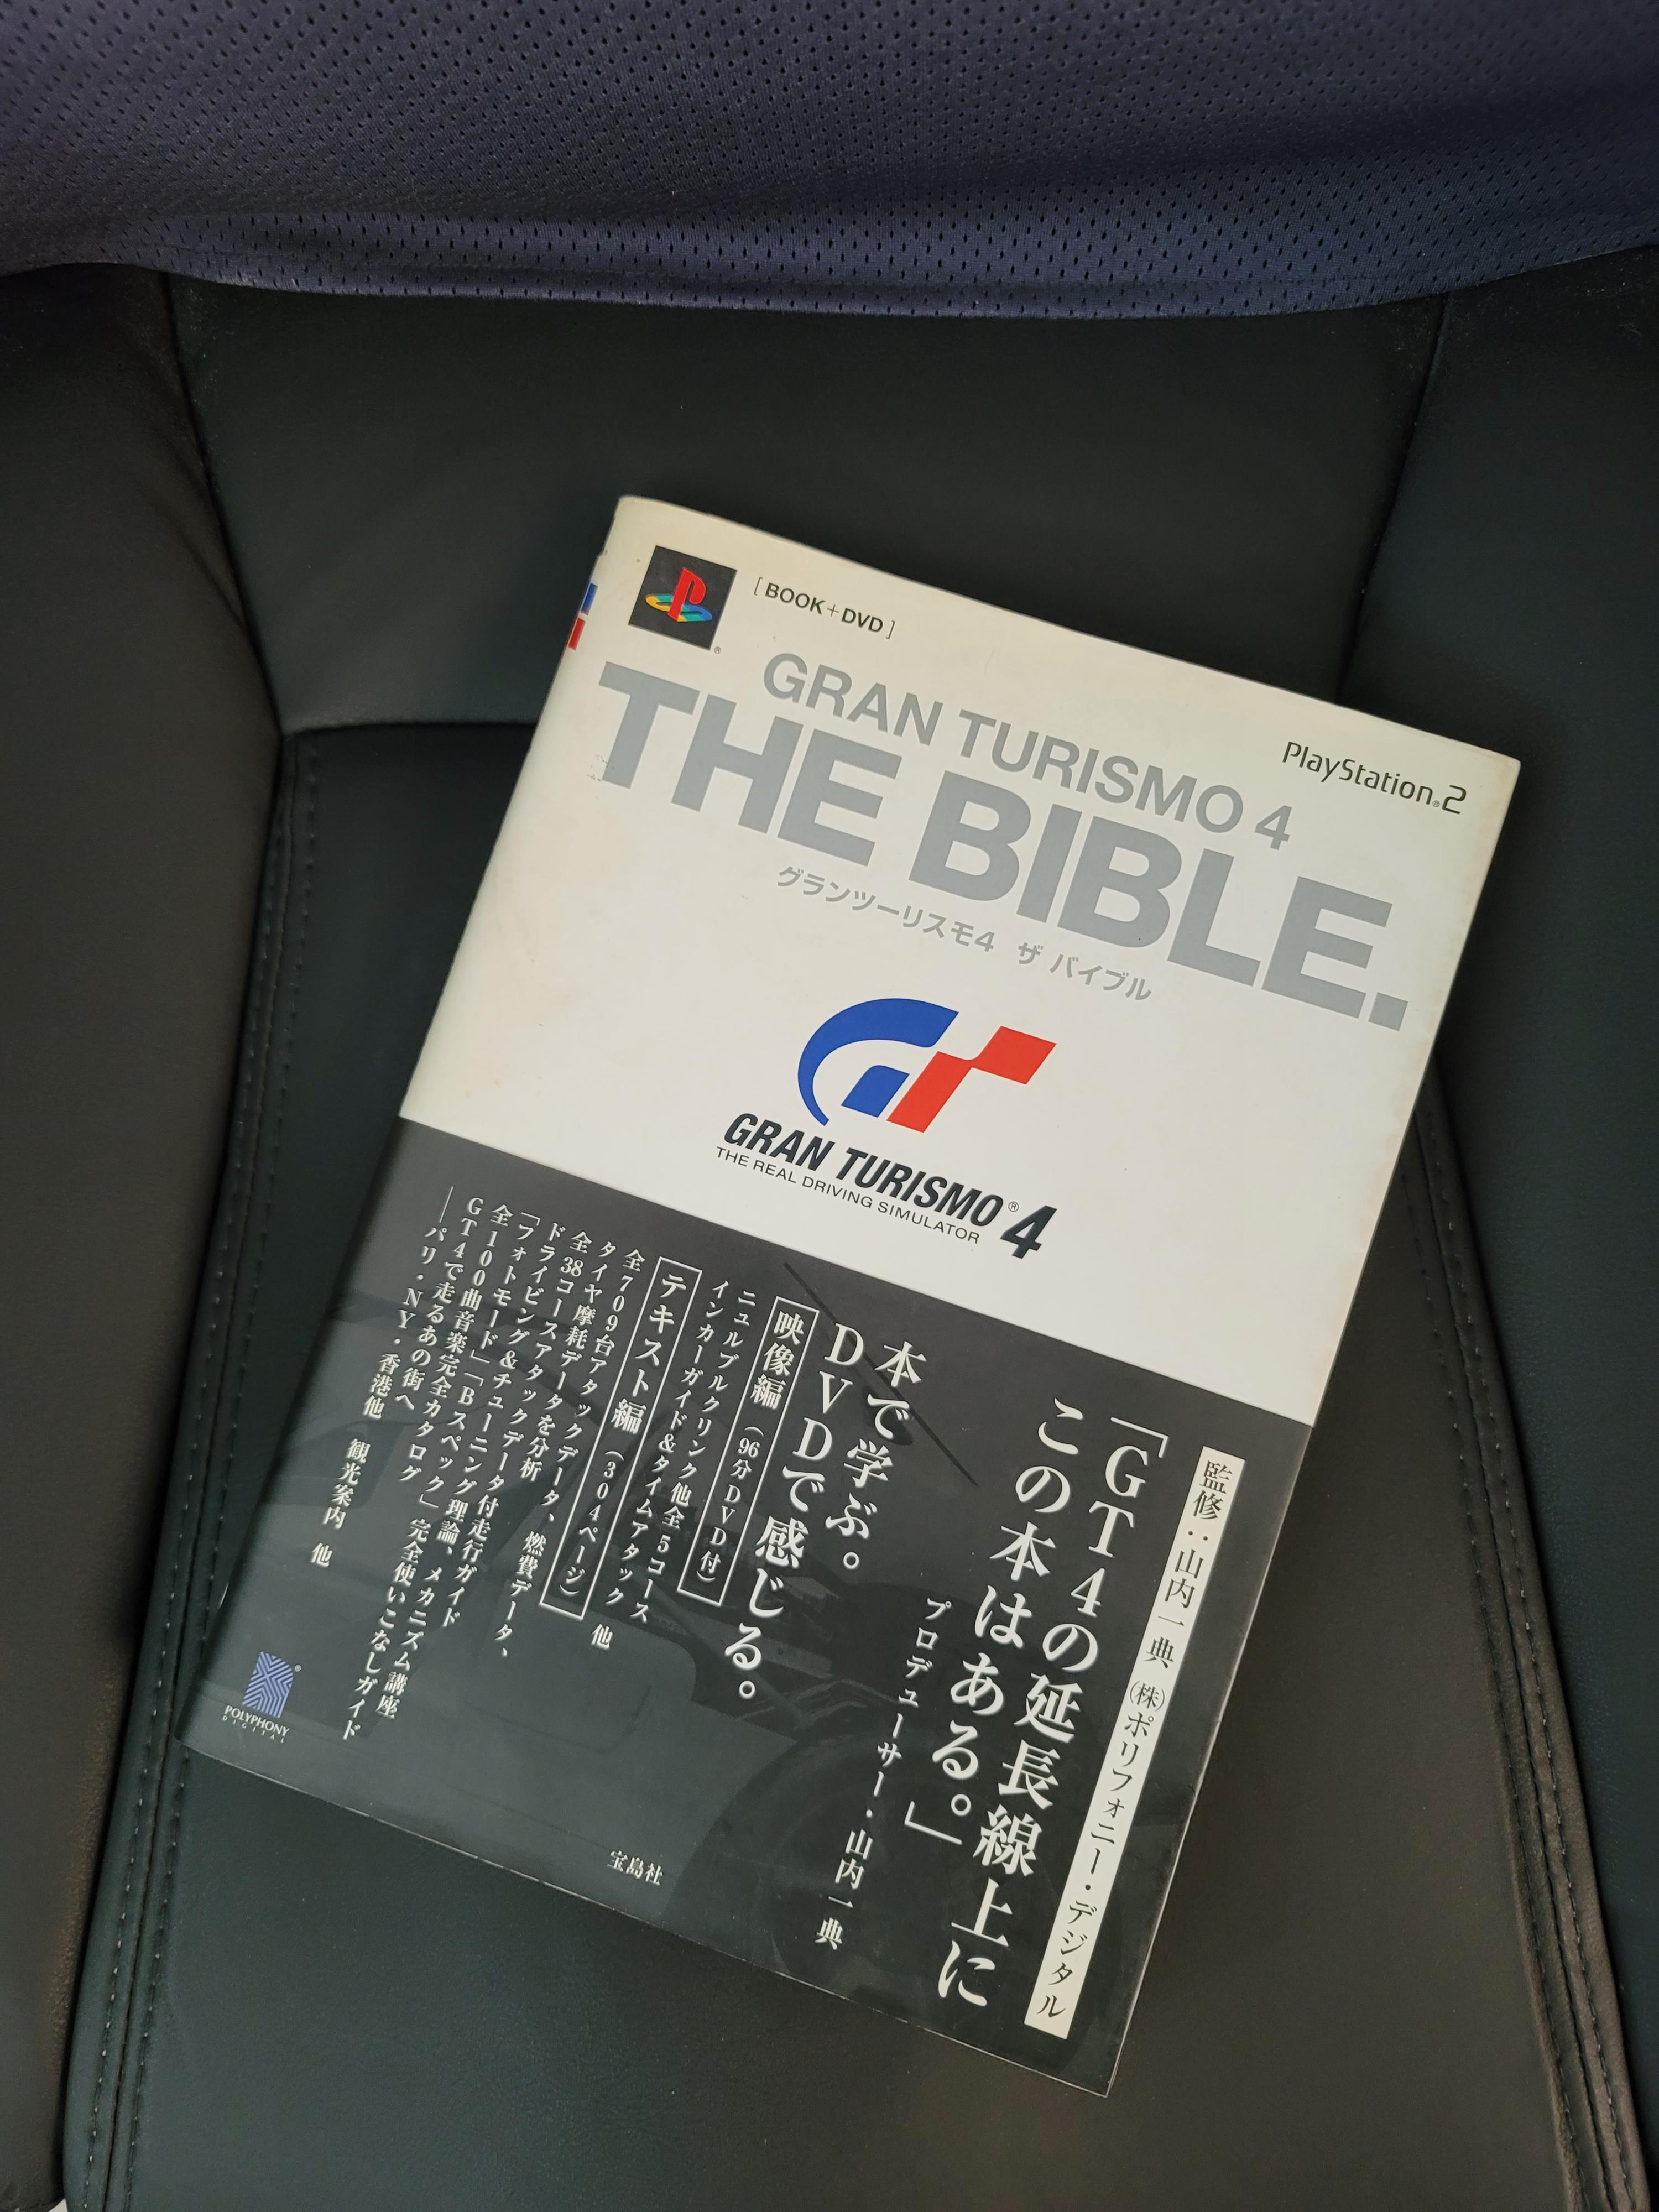 [BOOK+DVD]
GRAN TURISMO 4
THE BIBLE.
PlayStation®2
グランツーリスモ4 ザ バイブル
GRAN TURISMO® 4
THE REAL DRIVING SIMULATOR
監修：山内一典 ㈱ポリフォニー・デジタル
「GT4の延長線上に
この本はある。」
プロデューサー・山内一典
本で学ぶ。
DVDで感じる。
映像編（96分DVD付）
ニュルブルクリンク他全5コース
インカーガイド&タイムアタック 他
テキスト編（304ページ）
全709台アタックデータ、燃費データ、
タイヤ摩耗データを分析
全38コースアタックデータ付走行ガイド
ドライビング&チューニング理論、メカニズム講座
「フォトモード」「Bスペック」完全使いこなしガイド
全100曲音楽完全カタログ
GT4で走るあの街へ
―パリ・NY・香港他 観光案内 他
POLYPHONY
DIGITAL
宝島社